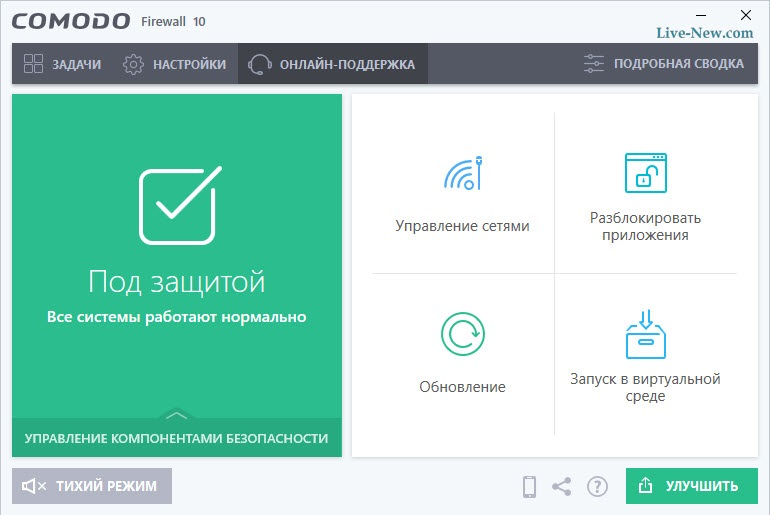 COMODO Firewall 10
Live-New.com
ЗАДАЧИ НАСТРОЙКИ ОНЛАЙН-ПОДДЕРЖКА ПОДРОБНАЯ СВОДКА
Под защитой
Все системы работают нормально
УПРАВЛЕНИЕ КОМПОНЕНТАМИ БЕЗОПАСНОСТИ
Управление сетями
Разблокировать
приложения
Обновление
Запуск в виртуальной
среде
ТИХИЙ РЕЖИМ
?
УЛУЧШИТЬ